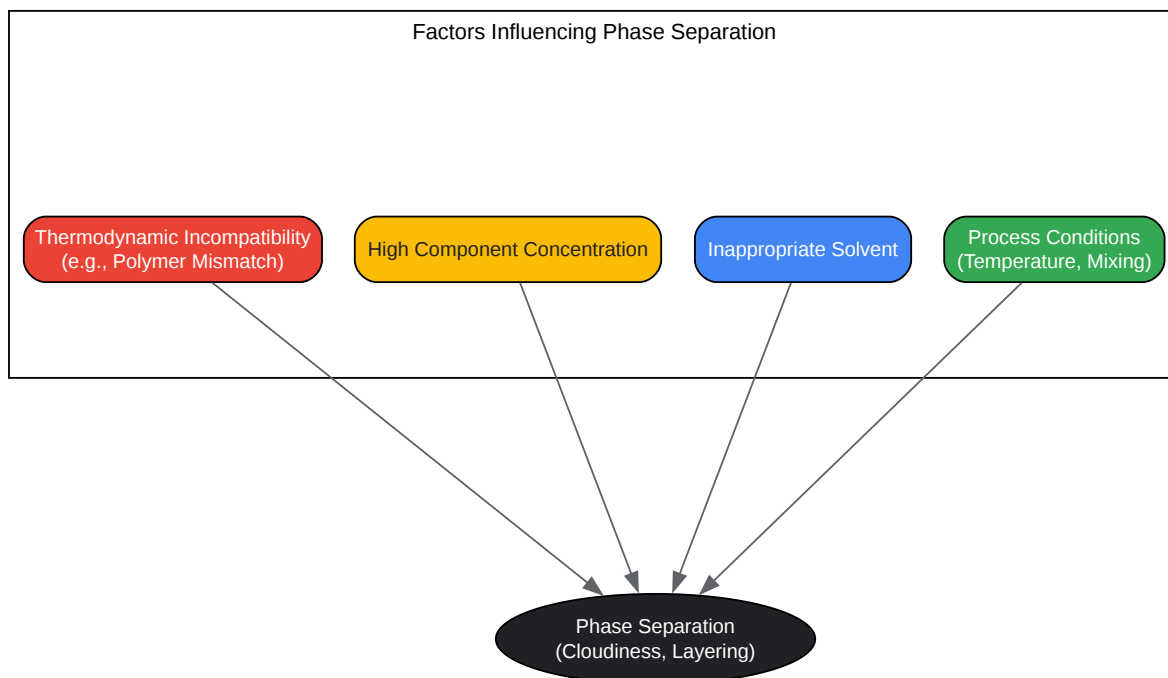 Factors Influencing Phase Separation
Thermodynamic Incompatibility
(e.g., Polymer Mismatch)
High Component Concentration
Inappropriate Solvent
Process Conditions
(Temperature, Mixing)
Phase Separation
(Cloudiness, Layering)